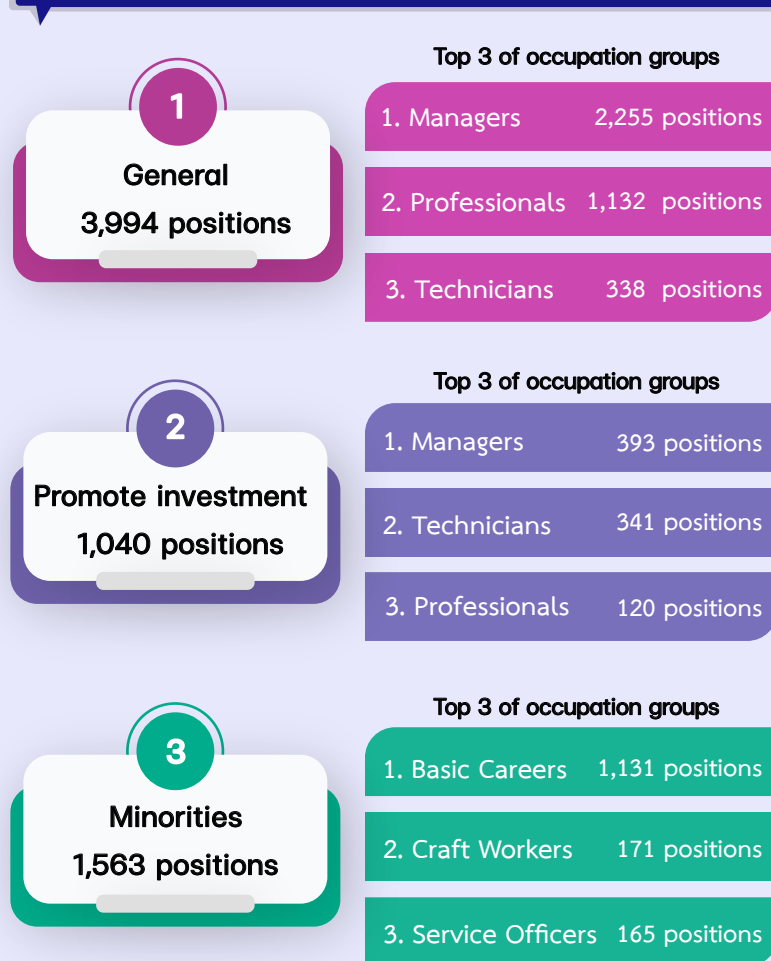 Top 3 of occupation groups
1
General
3,994 positions
1. Managers 2,255 positions
2. Professionals 1,132 positions
3. Technicians 338 positions
Top 3 of occupation groups
2
Promote investment
1,040 positions
1. Managers 393 positions
2. Technicians 341 positions
3. Professionals 120 positions
Top 3 of occupation groups
3
Minorities
1,563 positions
1. Basic Careers 1,131 positions
2. Craft Workers 171 positions
3. Service Officers 165 positions